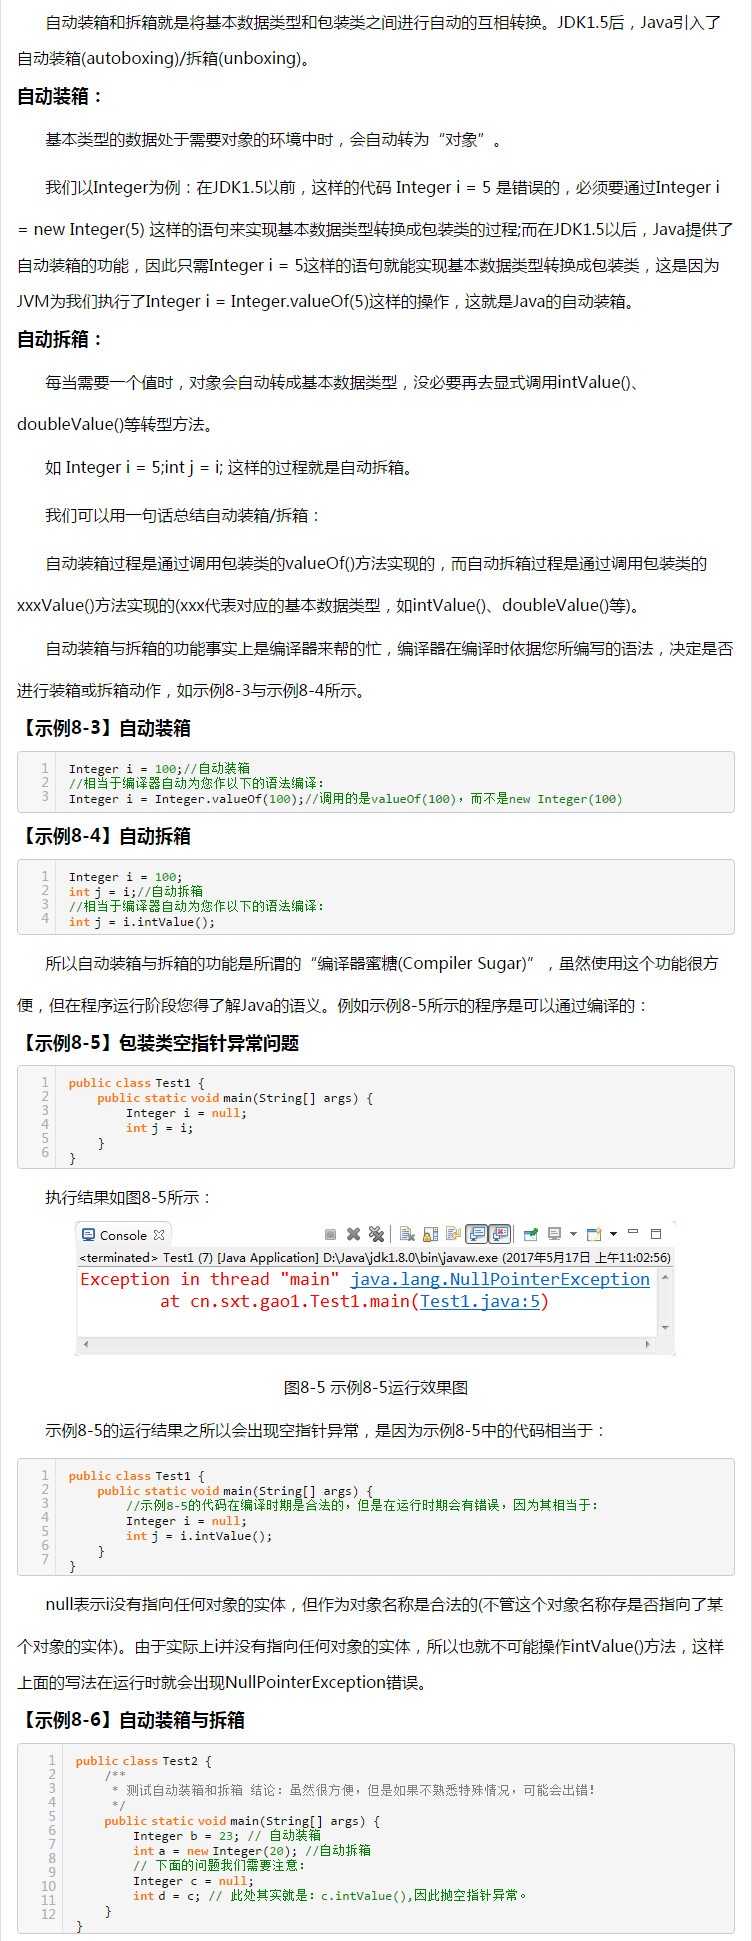 自动装箱和拆箱就是将基本数据类型和包装类之间进行自动的互相转换。JDK1.5后，Java引入了
自动装箱(autoboxing)/拆箱(unboxing)。
自动装箱：
基本类型的数据处于需要对象的环境中时，会自动转为“对象”。
我们以Integer为例：在JDK1.5以前，这样的代码 Integer i = 5 是错误的，必须要通过Integer i
= new Integer(5) 这样的语句来实现基本数据类型转换成包装类的过程;而在JDK1.5以后，Java提供了
自动装箱的功能，因此只需Integer i = 5这样的语句就能实现基本数据类型转换成包装类，这是因为
JVM为我们执行了Integer i = Integer.valueOf(5)这样的操作，这就是Java的自动装箱。
自动拆箱：
每当需要一个值时，对象会自动转成基本数据类型，没必要再去显式调用intValue()、
doubleValue()等转型方法。
如 Integer i = 5;int j = i; 这样的过程就是自动拆箱。
我们可以用一句话总结自动装箱/拆箱：
自动装箱过程是通过调用包装类的valueOf()方法实现的，而自动拆箱过程是通过调用包装类的
xxxValue()方法实现的(xxx代表对应的基本数据类型，如intValue()、doubleValue()等)。
自动装箱与拆箱的功能事实上是编译器来帮的忙，编译器在编译时依据您所编写的语法，决定是否
进行装箱或拆箱动作，如示例8-3与示例8-4所示。
【示例8-3】自动装箱
1 Integer i = 100;//自动装箱
2 //相当于编译器自动为您作以下的语法编译：
3 Integer i = Integer.valueOf(100);//调用的是valueOf(100)，而不是new Integer(100)
【示例8-4】自动拆箱
1 Integer i = 100;
2 int j = i;//自动拆箱
3 //相当于编译器自动为您作以下的语法编译：
4 int j = i.intValue();
所以自动装箱与拆箱的功能是所谓的“编译器蜜糖(Compiler Sugar)”，虽然使用这个功能很方
便，但在程序运行阶段您得了解Java的语义。例如示例8-5所示的程序是可以通过编译的：
【示例8-5】包装类空指针异常问题
1 public class Test1 {
2 public static void main(String[] args) {
3 Integer i = null;
4 int j = i;
5 }
6 }
执行结果如图8-5所示：
Console
<terminated> Test1 (7) [Java Application] D:\Java\jdk1.8.0\bin\javaw.exe (2017年5月17日 上午11:02:56)
Exception in thread "main" java.lang.NullPointerException
at cn.sxt.gao1.Test1.main(Test1.java:5)
图8-5 示例8-5运行效果图
示例8-5的运行结果之所以会出现空指针异常，是因为示例8-5中的代码相当于：
1 public class Test1 {
2 public static void main(String[] args) {
3 //示例8-5的代码在编译时期是合法的，但是在运行时期会有错误，因为其相当于：
4 Integer i = null;
5 int j = i.intValue();
6 }
7 }
null表示i没有指向任何对象的实体，但作为对象名称是合法的(不管这个对象名称存是否指向了某
个对象的实体)。由于实际上i并没有指向任何对象的实体，所以也就不可能操作intValue()方法，这样
上面的写法在运行时就会出现NullPointerException错误。
【示例8-6】自动装箱与拆箱
1 public class Test2 {
2 /**
3 * 测试自动装箱和拆箱 结论：虽然很方便，但是如果不熟悉特殊情况，可能会出错！
4 */
5 public static void main(String[] args) {
6 Integer b = 23; // 自动装箱
7 int a = new Integer(20); //自动拆箱
8 // 下面的问题我们需要注意：
9 Integer c = null;
10 int d = c; // 此处其实就是：c.intValue(),因此抛空指针异常。
11 }
12 }